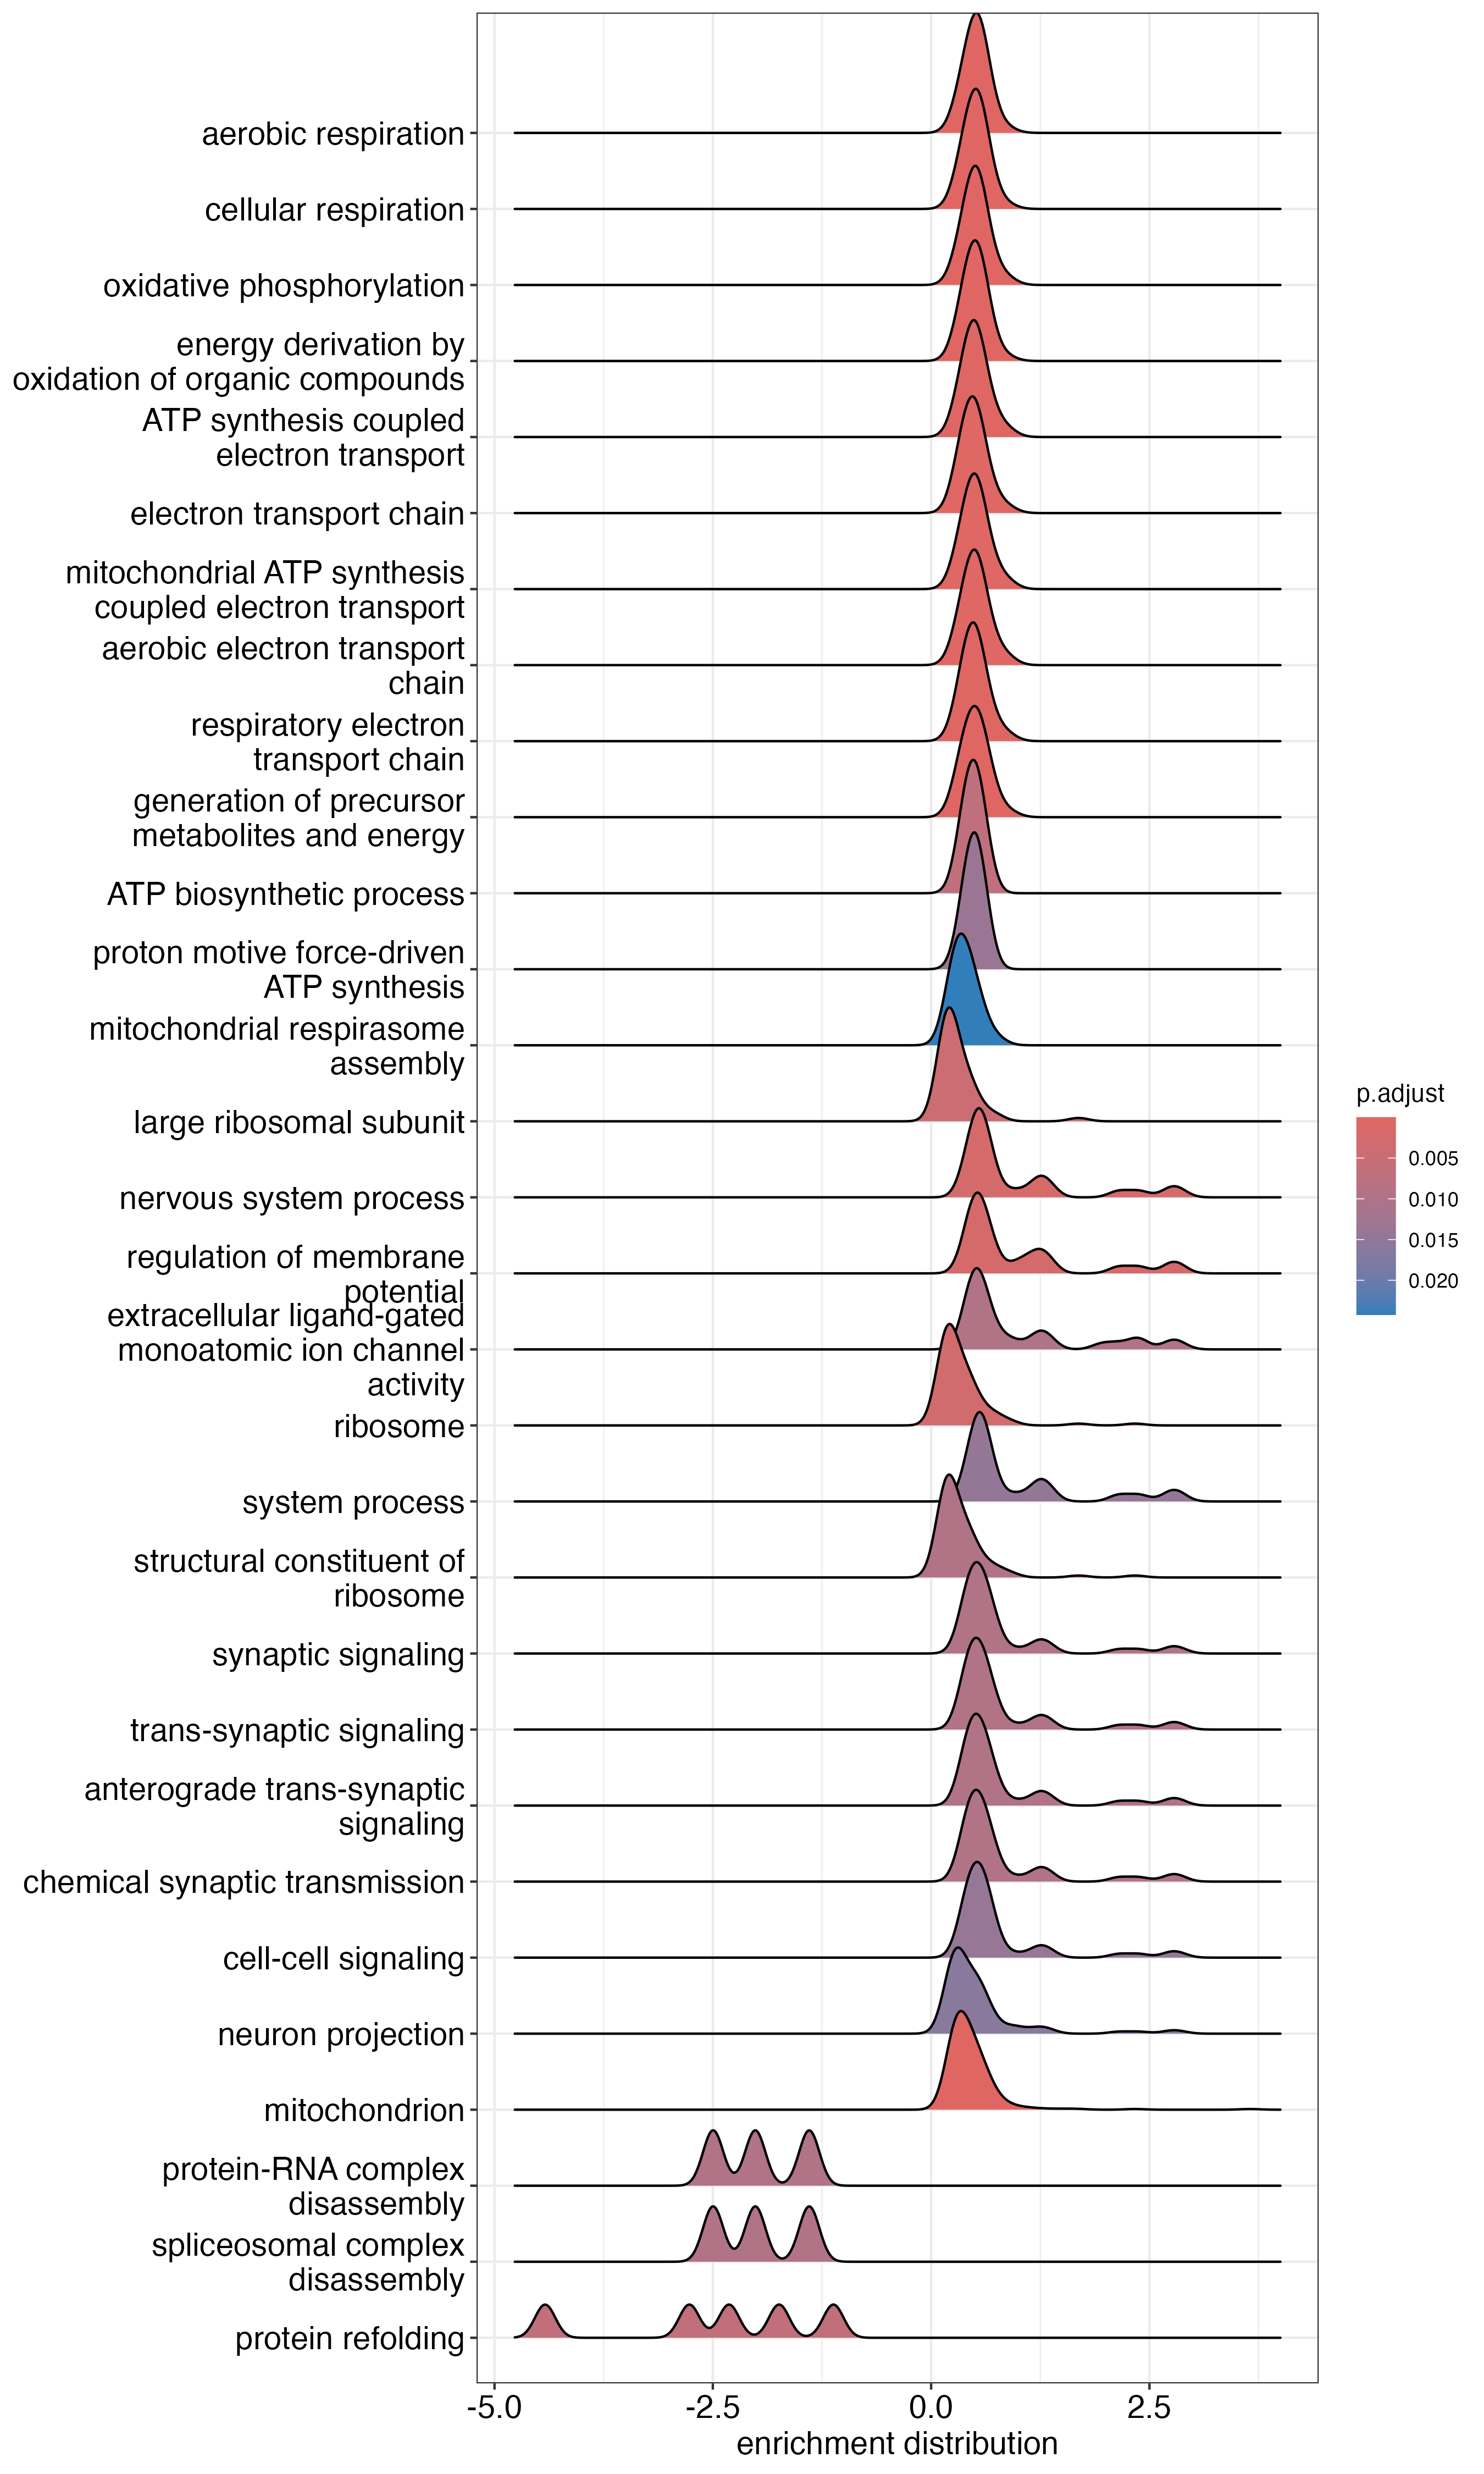 aerobic respiration
cellular respiration
oxidative phosphorylation
energy derivation by
oxidation of organic compounds
ATP synthesis coupled
electron transport
electron transport chain
mitochondrial ATP synthesis
coupled electron transport
aerobic electron transport
chain
respiratory electron
transport chain
generation of precursor
metabolites and energy
ATP biosynthetic process
proton motive force-driven
ATP synthesis
mitochondrial respirasome
assembly
large ribosomal subunit
nervous system process
regulation of membrane
potential
extracellular ligand-gated
monoatomic ion channel
activity
ribosome
system process
structural constituent of
ribosome
synaptic signaling
trans-synaptic signaling
anterograde trans-synaptic
signaling
chemical synaptic transmission
cell-cell signaling
neuron projection
mitochondrion
protein-RNA complex
disassembly
spliceosomal complex
disassembly
protein refolding
-5.0 -2.5 0.0 2.5
enrichment distribution
p.adjust
0.005
0.010
0.015
0.020